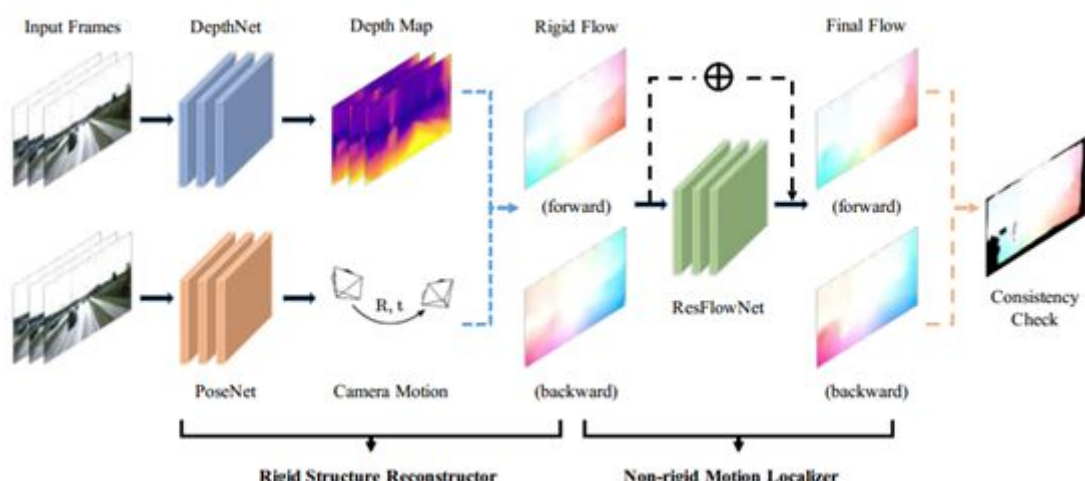 Input Frames
DepthNet
Depth Map
Rigid Flow
Final Flow
(forward)
(forward)
R, t
ResFlowNet
Consistency
Check
PoseNet
Camera Motion
(backward)
(backward)
Rigid Structure Reconstructor
Non-rigid Motion Localizer